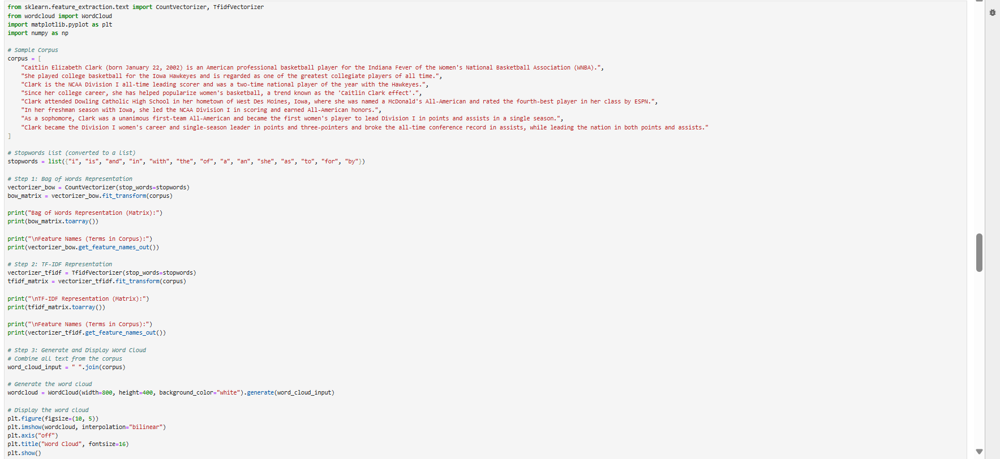 from sklearn.feature_extraction.text import CountVectorizer, TfidfVectorizer
from wordcloud import WordCloud
import matplotlib.pyplot as plt
import numpy as np

# Sample Corpus
corpus = [
    "Caitlin Elizabeth Clark (born January 22, 2002) is an American professional basketball player for the Indiana Fever of the Women's National Basketball Association (WNBA).",
    "She played college basketball for the Iowa Hawkeyes and is regarded as one of the greatest collegiate players of all time.",
    "Clark is the NCAA Division I all-time leading scorer and was a two-time national player of the year with the Hawkeyes.",
    "Since her college career, she has helped popularize women's basketball, a trend known as the 'Caitlin Clark effect'.",
    "Clark attended Dowling Catholic High School in her hometown of West Des Moines, Iowa, where she was named a McDonald's All-American and rated the fourth-best player in her class by ESPN.",
    "In her freshman season with Iowa, she led the NCAA Division I in scoring and earned All-American honors.",
    "As a sophomore, Clark was a unanimous first-team All-American and became the first women's player to lead Division I in points and assists in a single season.",
    "Clark became the Division I women's career and single-season leader in points and three-pointers and broke the all-time conference record in assists, while leading the nation in both points and assists."
]

# Stopwords list (converted to a list)
stopwords = list({"i", "is", "and", "in", "with", "the", "of", "a", "an", "she", "as", "to", "for", "by"})

# Step 1: Bag of Words Representation
vectorizer_bow = CountVectorizer(stop_words=stopwords)
bow_matrix = vectorizer_bow.fit_transform(corpus)

print("Bag of Words Representation (Matrix):")
print(bow_matrix.toarray())

print("\nFeature Names (Terms in Corpus):")
print(vectorizer_bow.get_feature_names_out())

# Step 2: TF-IDF Representation
vectorizer_tfidf = TfidfVectorizer(stop_words=stopwords)
tfidf_matrix = vectorizer_tfidf.fit_transform(corpus)

print("\nTF-IDF Representation (Matrix):")
print(tfidf_matrix.toarray())

print("\nFeature Names (Terms in Corpus):")
print(vectorizer_tfidf.get_feature_names_out())

# Step 3: Generate and Display Word Cloud
# Combine all text from the corpus
word_cloud_input = " ".join(corpus)

# Generate the word cloud
wordcloud = WordCloud(width=800, height=400, background_color="white").generate(word_cloud_input)

# Display the word cloud
plt.figure(figsize=(10, 5))
plt.imshow(wordcloud, interpolation="bilinear")
plt.axis("off")
plt.title("Word Cloud", fontsize=16)
plt.show()